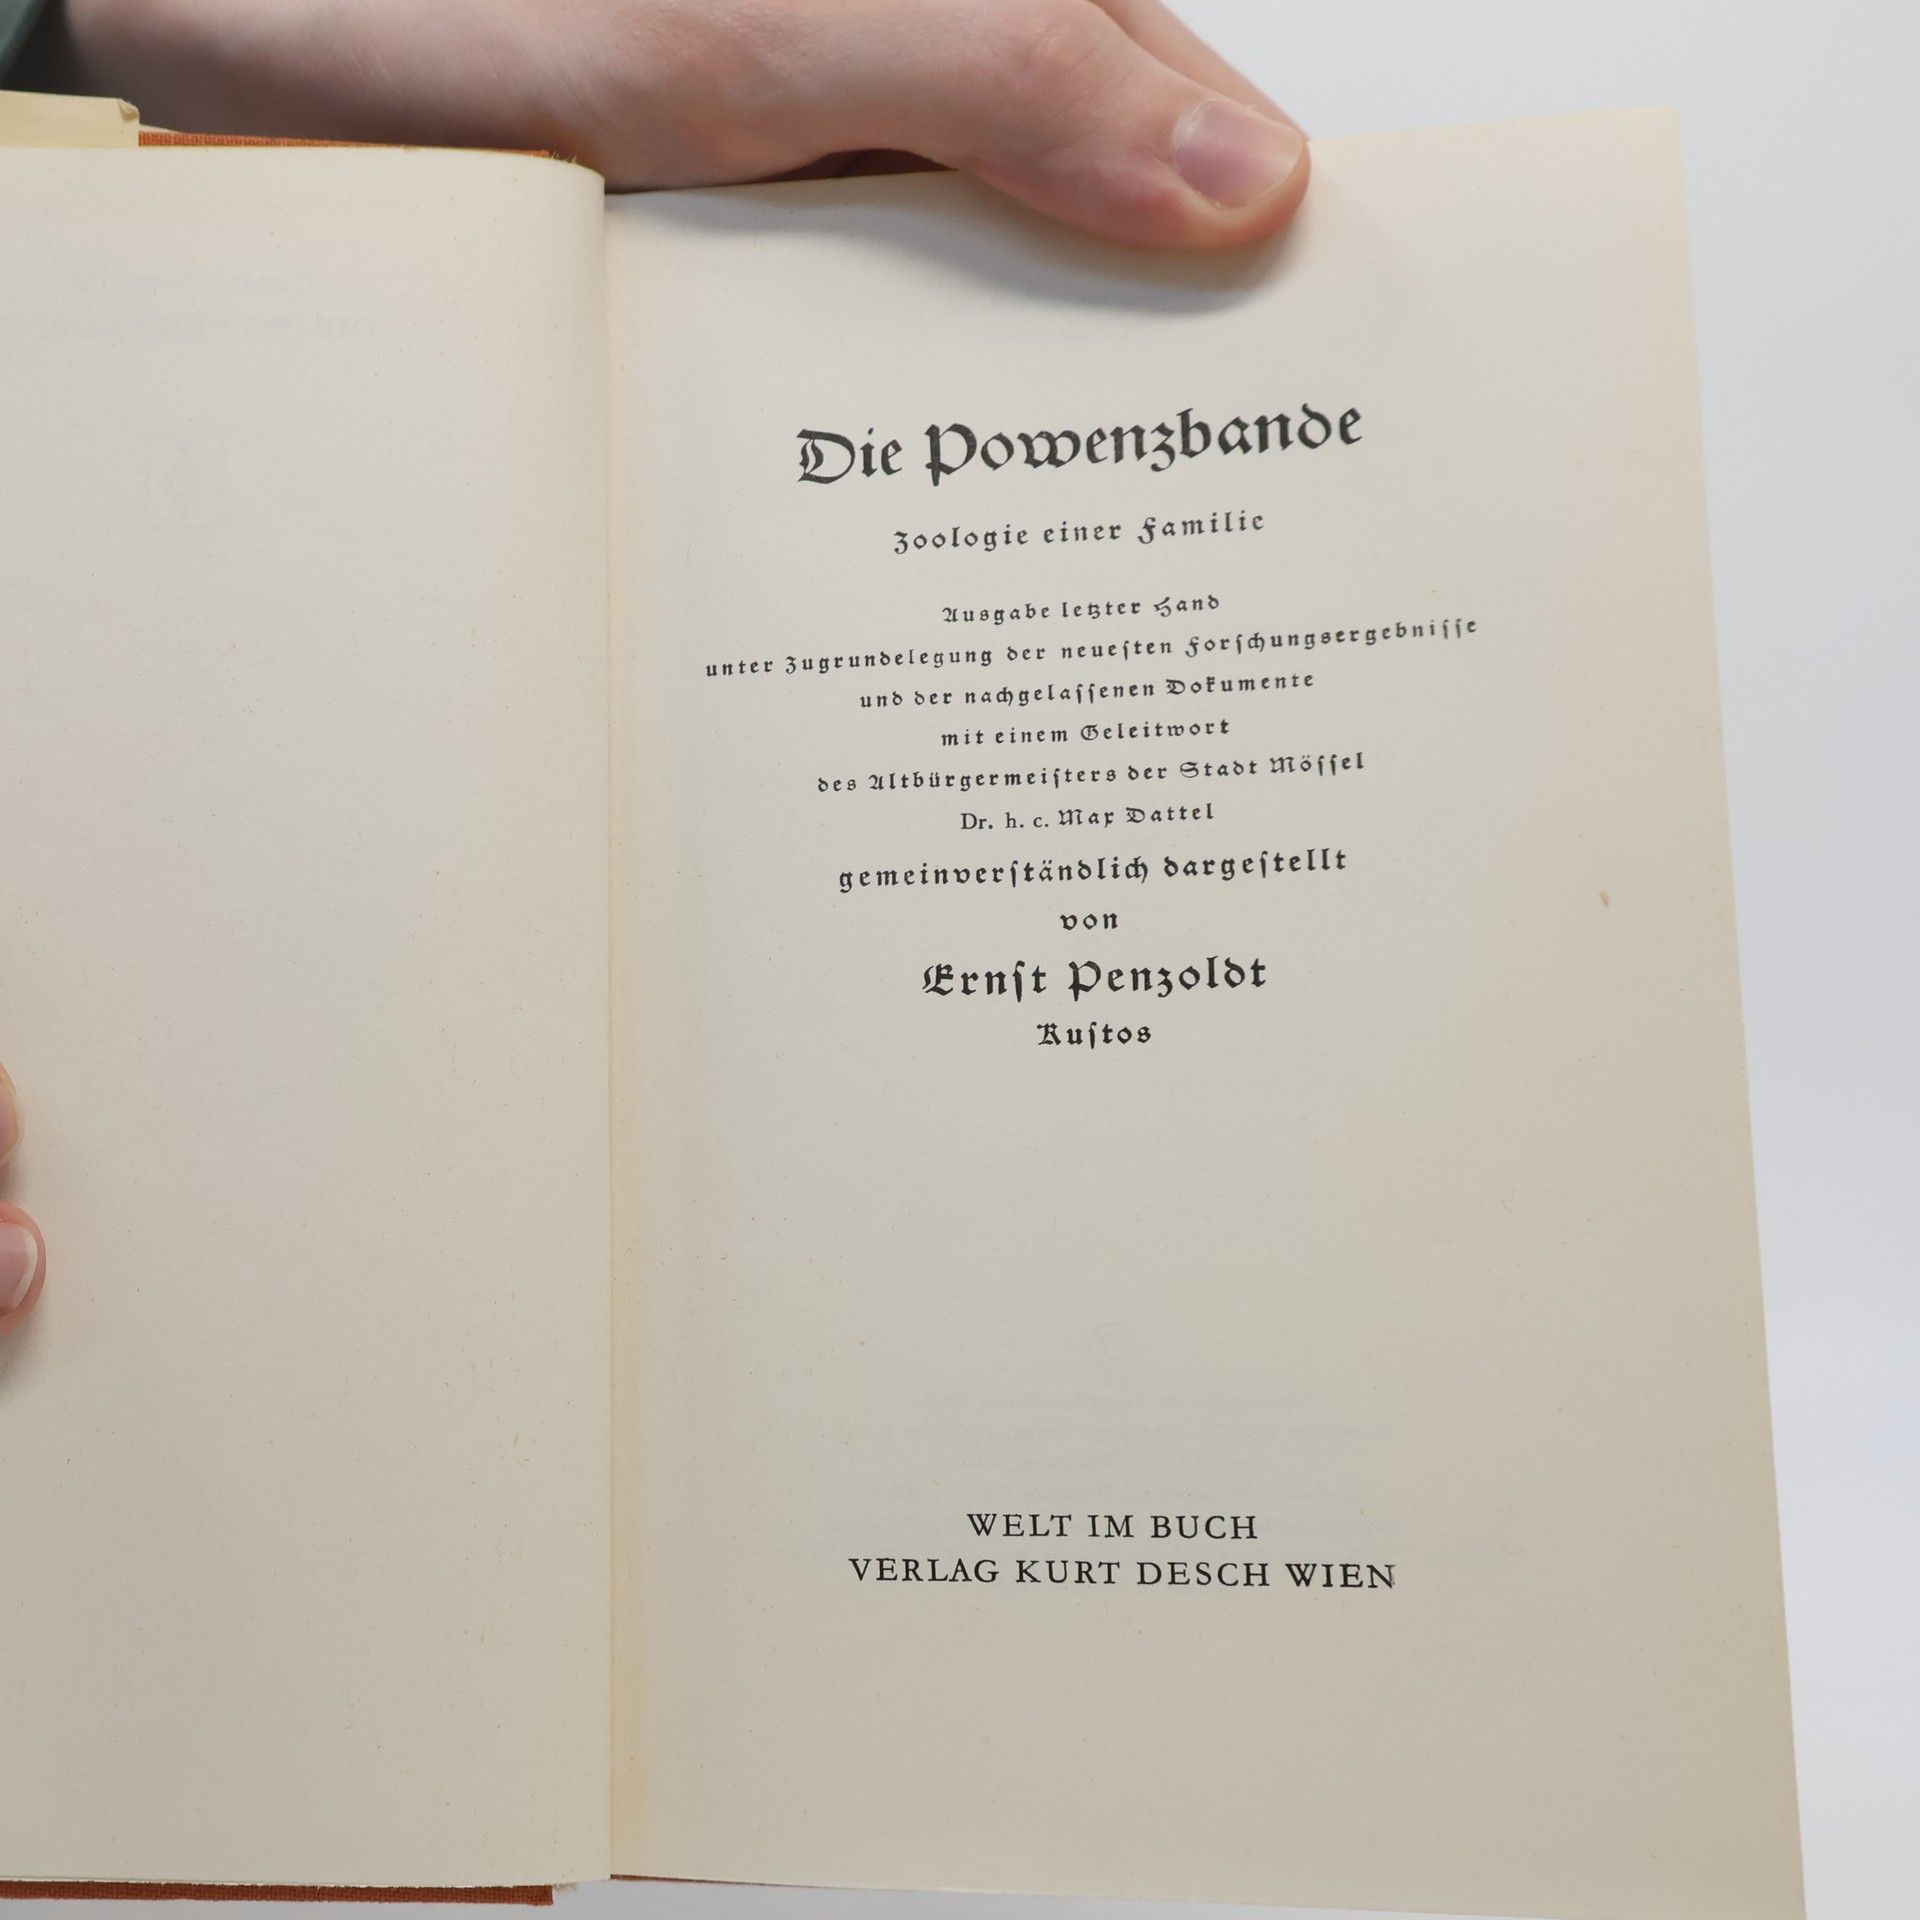 Die Powenzbande
Zoologie einer Familie
Ausgabe letzter Hand
unter Zugrundelegung der neueſten Forſchungsergebniſſe
und der nachgelaſſenen Dokumente
mit einem Geleitwort
des Altbürgermeiſters der Stadt Möſſel
Dr. h. c. Max Dattel
gemeinverſtändlich dargeſtellt
von
Ernſt Penzoldt
Kuſtos
WELT IM BUCH
VERLAG KURT DESCH WIEN